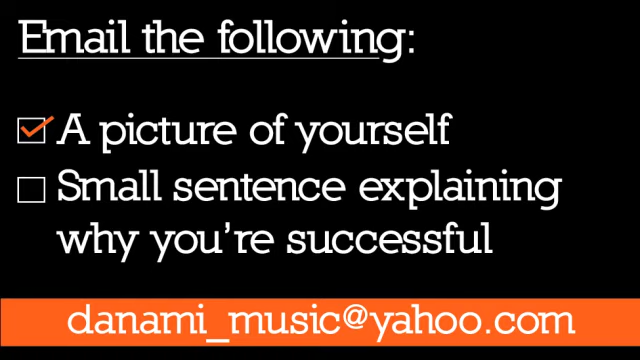 Email the following:
A picture of yourself
Small sentence explaining
why you're successful
danami_music@yahoo.com